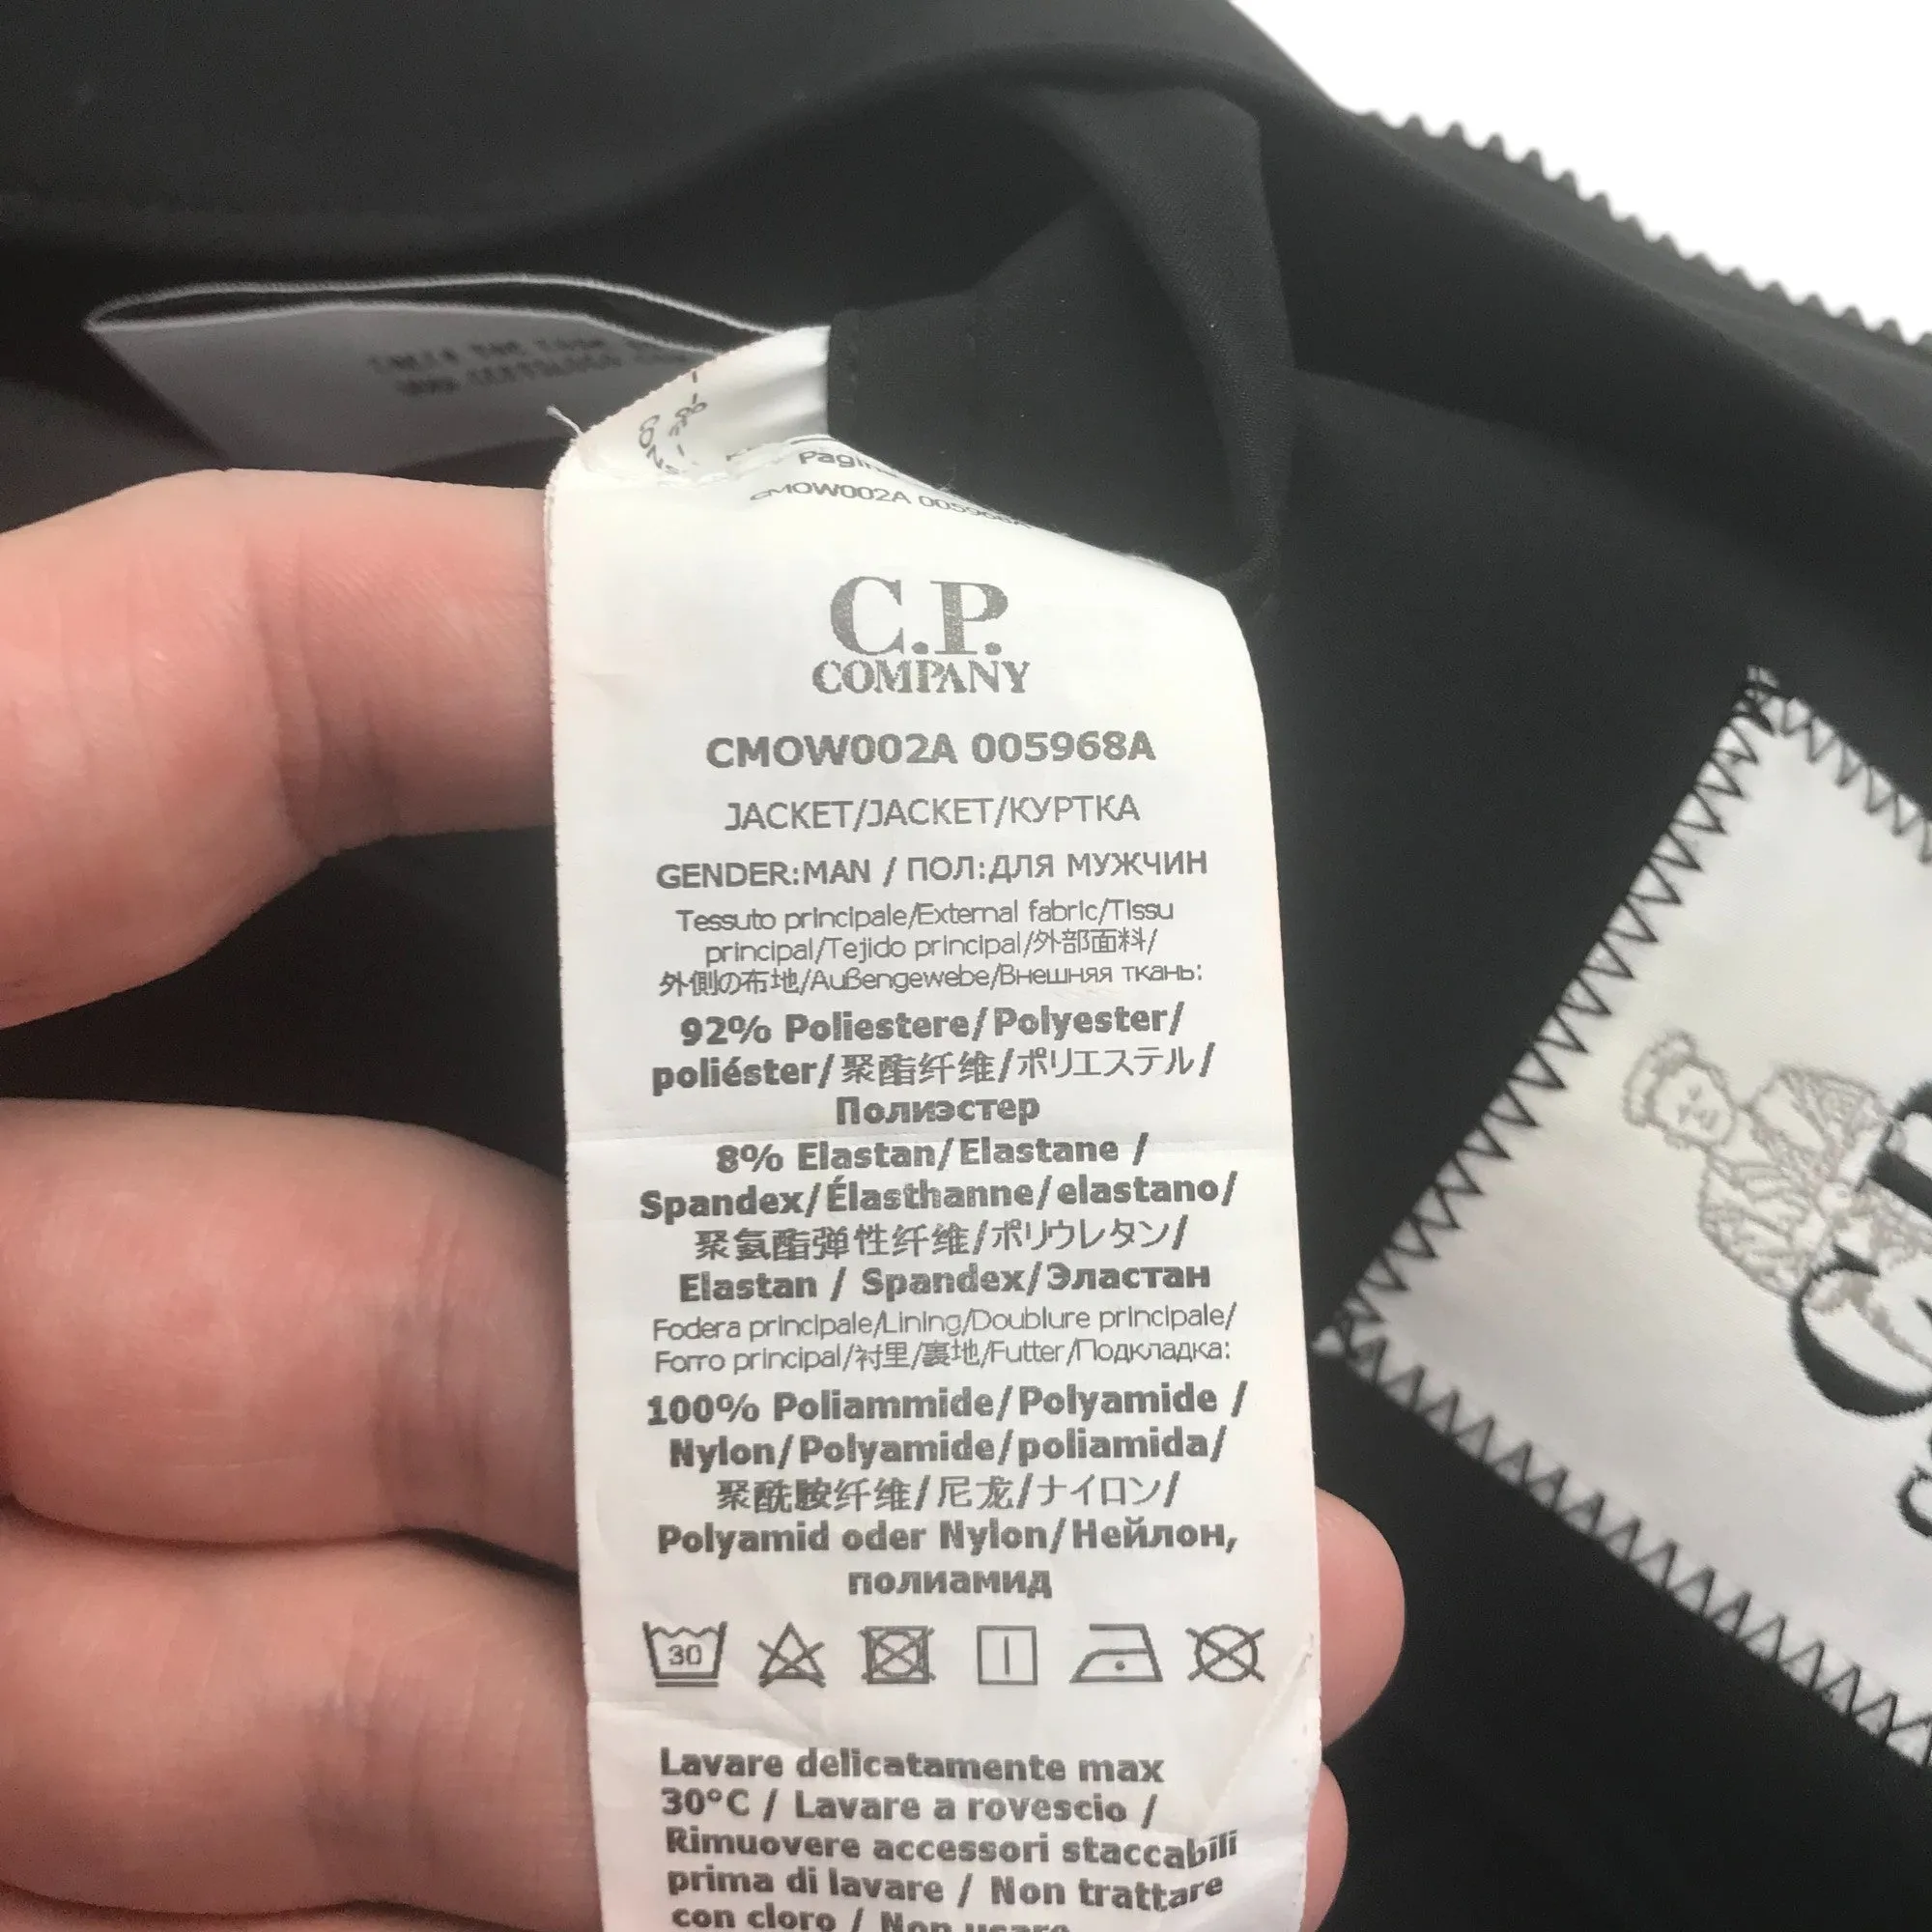 CMOW002A
C.P.
COMPANY
CMOW002A 005968A
JACKET/JACKET/КУРТКА
GENDER:MAN / ПОЛ:ДЛЯ МУЖЧИН
Tessuto principale/External fabric/Tissu
principal/Tejido principal/外部面料/
外側の布地/Außengewebe/Внешняя ткань:
92% Poliestere/Polyester/
poliéster/聚酯纤维/ポリエステル/
Полиэстер
8% Elastan/Elastane /
Spandex/Élasthanne/elastano/
聚氨酯弹性纤维/ポリウレタン/
Elastan / Spandex/Эластан
Fodera principale/Lining/Doublure principale/
Forro principal/衬里/裏地/Futter/Подкладка:
100% Poliammide/Polyamide /
Nylon/Polyamide/poliamida/
聚酰胺纤维/尼龙/ナイロン/
Polyamid oder Nylon/Нейлон,
полиамид
30
Lavare delicatamente max
30°C / Lavare a rovescio /
Rimuovere accessori staccabili
prima di lavare / Non trattare
con cloro / Non usare